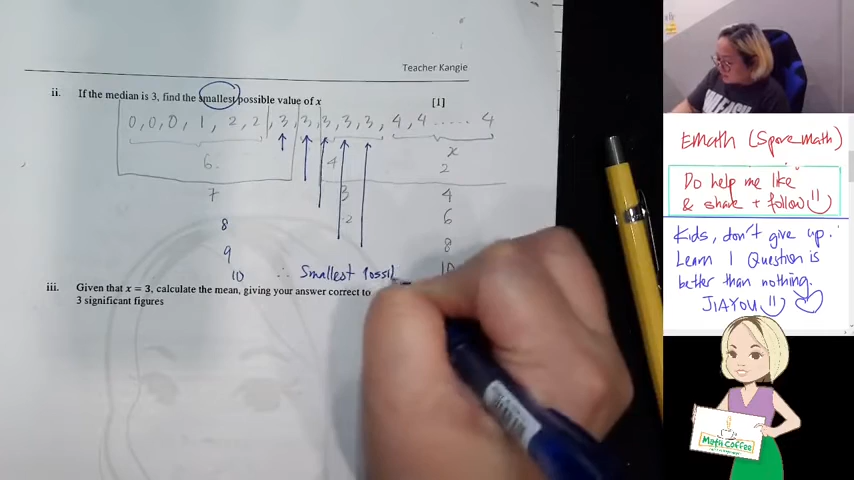 Teacher Kangie
ii. If the median is 3, find the smallest possible value of x [1]
0, 0, 0, 1, 2, 2, 3, 3, 3, 3, 3, 4, 4 ..... 4
6. 4 x
2
7 3 4
8 2 6
9 8
10 ∴ Smallest possi 10
iii. Given that x = 3, calculate the mean, giving your answer correct to
3 significant figures
UNWEASH
EMath (Spore math)
Do help me like
& share + follow
Kids, don't give up.
Learn 1 Question is
better than nothing.
JIAYOU
Math Coffee